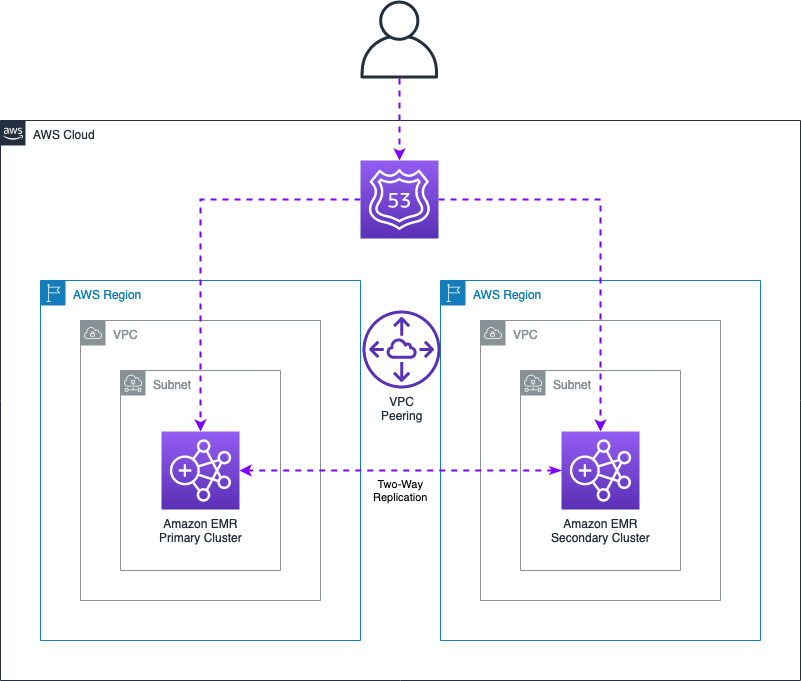 aws
AWS Cloud
53
AWS Region
AWS Region
VPC
VPC
Subnet
Subnet
VPC
Peering
Two-Way
Replication
Amazon EMR
Primary Cluster
Amazon EMR
Secondary Cluster